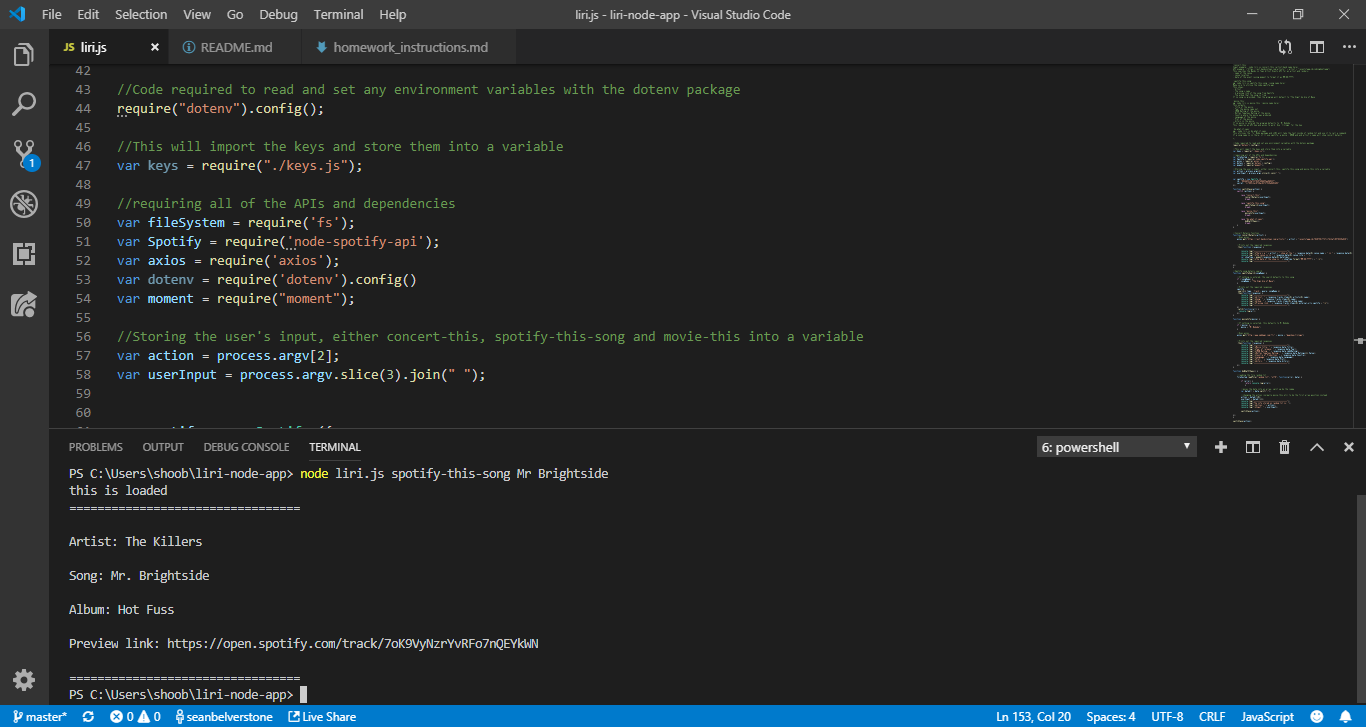 File Edit Selection View Go Debug Terminal Help liri.js - liri-node-app - Visual Studio Code
JS liri.js README.md homework_instructions.md
42
43 //Code required to read and set any environment variables with the dotenv package
44 require("dotenv").config();
45
46 //This will import the keys and store them into a variable
47 var keys = require("./keys.js");
48
49 //requiring all of the APIs and dependencies
50 var fileSystem = require('fs');
51 var Spotify = require('node-spotify-api');
52 var axios = require('axios');
53 var dotenv = require('dotenv').config()
54 var moment = require("moment");
55
56 //Storing the user's input, either concert-this, spotify-this-song and movie-this into a variable
57 var action = process.argv[2];
58 var userInput = process.argv.slice(3).join(" ");
59
60
1
PROBLEMS OUTPUT DEBUG CONSOLE TERMINAL 6: powershell
PS C:\Users\shoob\liri-node-app> node liri.js spotify-this-song Mr Brightside
this is loaded
=================================
Artist: The Killers
Song: Mr. Brightside
Album: Hot Fuss
Preview link: https://open.spotify.com/track/7oK9VyNzrYvRFo7nQEYkWN
=================================
PS C:\Users\shoob\liri-node-app>
master* 0 0 seanbelverstone Live Share Ln 153, Col 20 Spaces: 4 UTF-8 CRLF JavaScript